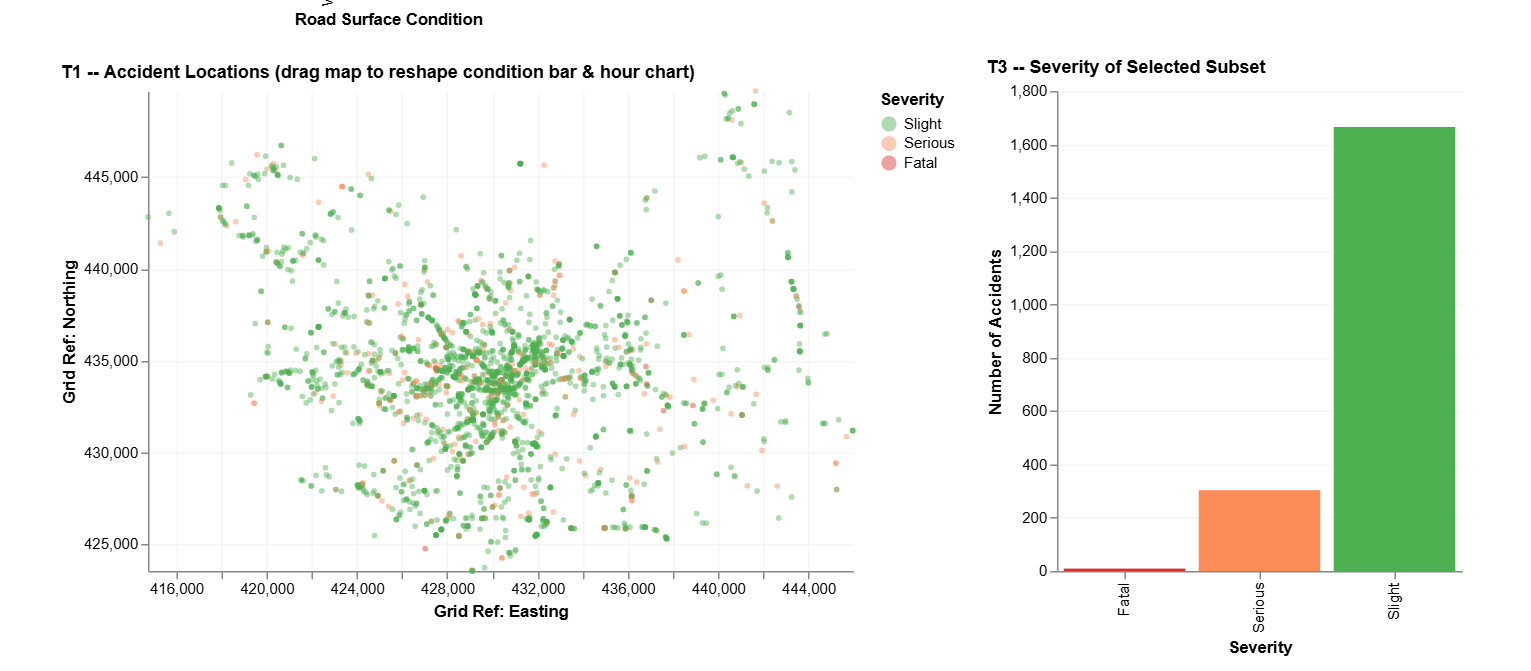 Road Surface Condition
T1 -- Accident Locations (drag map to reshape condition bar & hour chart)
445,000
440,000
435,000
430,000
425,000
Grid Ref: Northing
416,000 420,000 424,000 428,000 432,000 436,000 440,000 444,000
Grid Ref: Easting
Severity
Slight
Serious
Fatal
T3 -- Severity of Selected Subset
1,800
1,600
1,400
1,200
1,000
800
600
400
200
0
Number of Accidents
Fatal
Serious
Slight
Severity